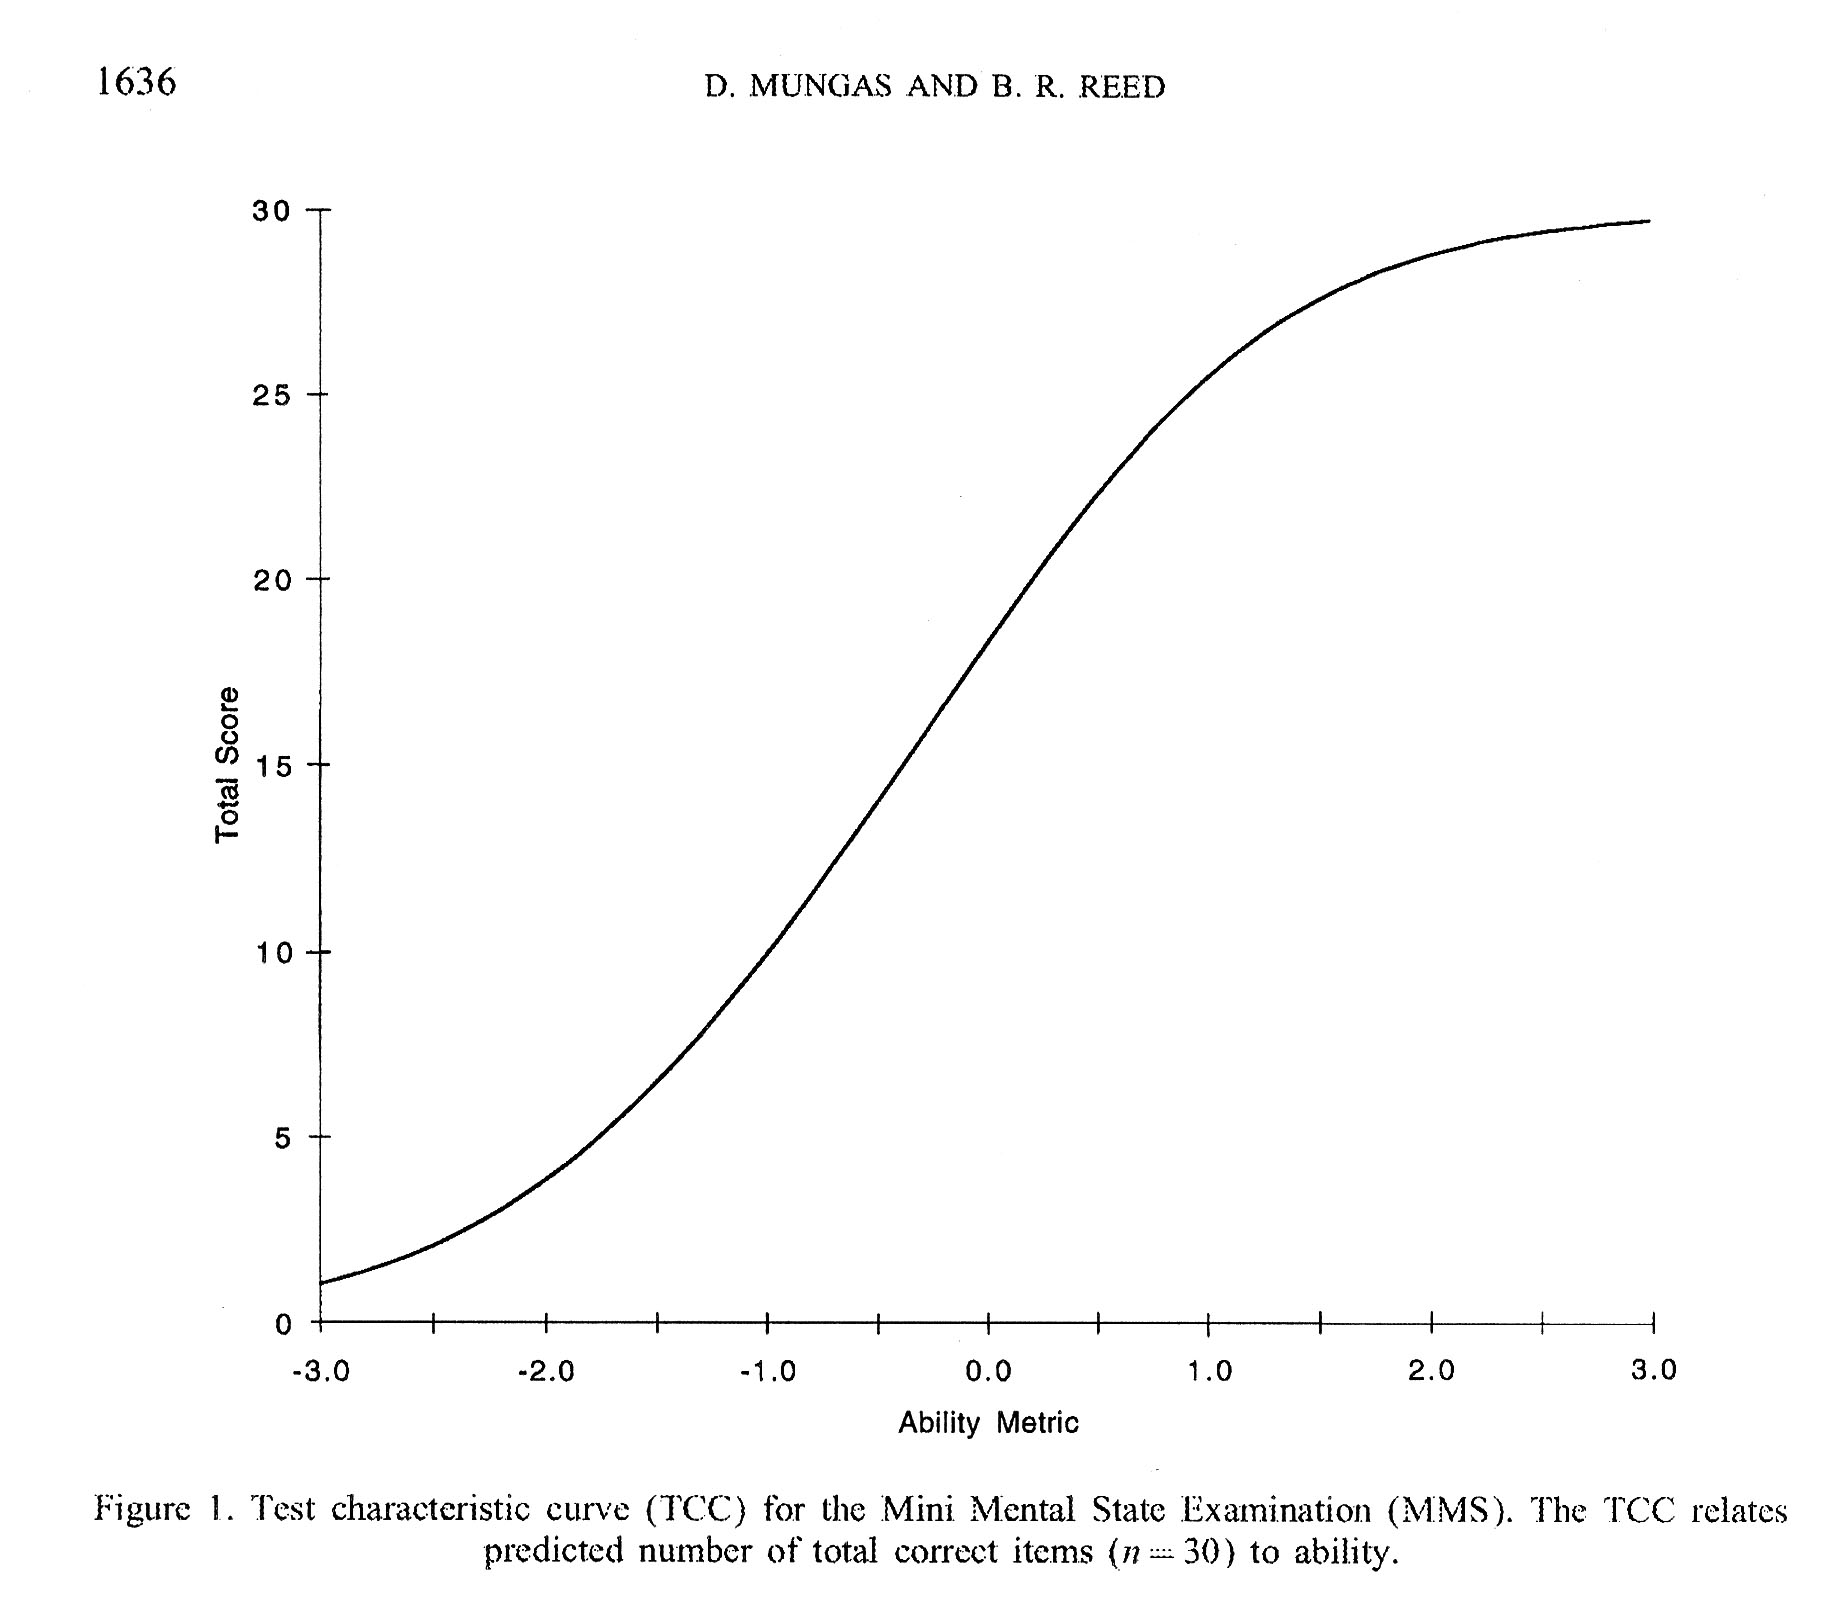 1636
D. MUNGAS AND B. R. REED
30
25
20
15
10
5
0
Total Score
-3.0 -2.0 -1.0 0.0 1.0 2.0 3.0
Ability Metric
Figure 1. Test characteristic curve (TCC) for the Mini Mental State Examination (MMS). The TCC relates
predicted number of total correct items (n = 30) to ability.